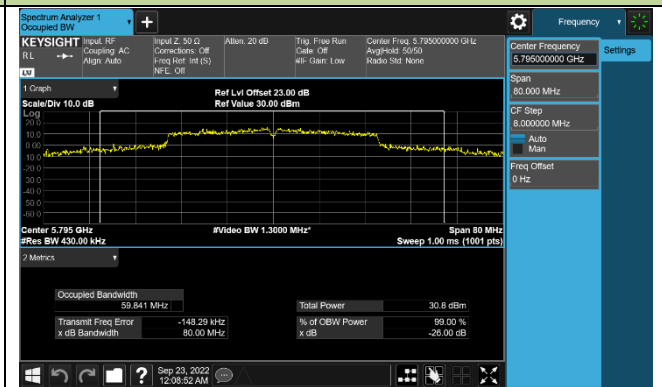 Spectrum Analyzer 1
Occupied BW
+
Frequency
KEYSIGHT
RL
LXI
Input: RF
Coupling: AC
Align: Auto
Input Z: 50 Ω
Corrections: Off
Freq Ref: Int (S)
NFE: Off
Atten: 20 dB
Trig: Free Run
Gate: Off
#IF Gain: Low
Center Freq: 5.795000000 GHz
Avg|Hold: 50/50
Radio Std: None
Center Frequency
5.795000000 GHz
Settings
Span
80.000 MHz
CF Step
8.000000 MHz
Auto
Man
Freq Offset
0 Hz
1 Graph
Scale/Div 10.0 dB
Ref Lvl Offset 23.00 dB
Ref Value 30.00 dBm
Log
20.0
10.0
0.00
-10.0
-20.0
-30.0
-40.0
-50.0
-60.0
Center 5.795 GHz
#Video BW 1.3000 MHz*
Span 80 MHz
#Res BW 430.00 kHz
Sweep 1.00 ms (1001 pts)
2 Metrics
Occupied Bandwidth
59.841 MHz
Total Power 30.8 dBm
Transmit Freq Error -148.29 kHz
% of OBW Power 99.00 %
x dB Bandwidth 80.00 MHz
x dB -26.00 dB
?
Sep 23, 2022
12:08:52 AM